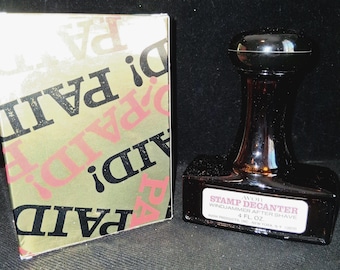 PAID!
PAID!
PAID!
PAID!
PAID!
AVON
STAMP DECANTER
WINDJAMMER AFTER SHAVE
4 FL. OZ.